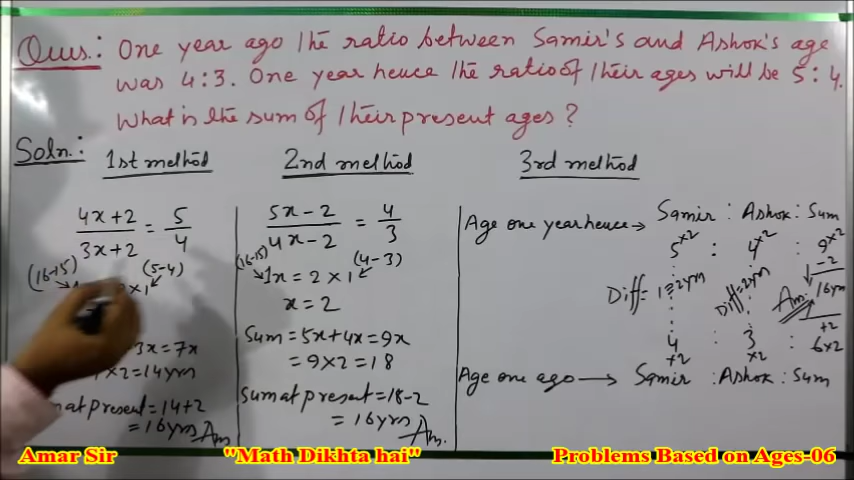 Ques.: One year ago the ratio between Samir's and Ashok's age
was 4:3. One year hence the ratio of their ages will be 5:4.
What is the sum of their present ages?
Soln.:
1st method
4x+2 / 3x+2 = 5/4
(16-15) (5-4)
×1
3x=7x
×2=14yrs
at present=14+2
=16yrs Ans
2nd method
5x-2 / 4x-2 = 4/3
(16-15) (4-3)
1x=2×1
x=2
Sum=5x+4x=9x
=9×2=18
Sum at present=18-2
=16yrs Ans.
3rd method
Age one year hence→ Samir : Ashok : Sum
5×2 : 4×2 : 9×2
-2
Diff=1=2yrs Diff=2yrs Ans. 16yrs
+2
4 : 3 : 6×2
×2 ×2
Age one ago → Samir : Ashok : Sum
Amar Sir "Math Dikhta hai" Problems Based on Ages-06